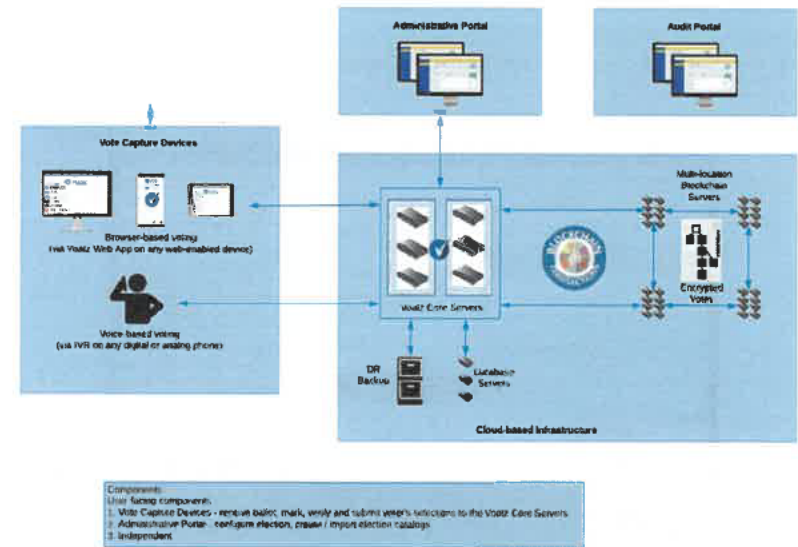 Administrative Portal
Audit Portal
Vote Capture Devices
Browser-based voting
(via Voatz Web App on any web-enabled device)
Voice-based voting
(via IVR on any digital or analog phone)
Multi-location
Blockchain
Servers
BLOCKCHAIN
Encrypted
Votes
Voatz Core Servers
DR
Backup
Database
Servers
Cloud-based Infrastructure
Components
User facing components
1. Vote Capture Devices - receive ballot, mark, verify and submit voter's selections to the Voatz Core Servers
2. Administrative Portal - configure election, create / import election catalogs
3. Independent